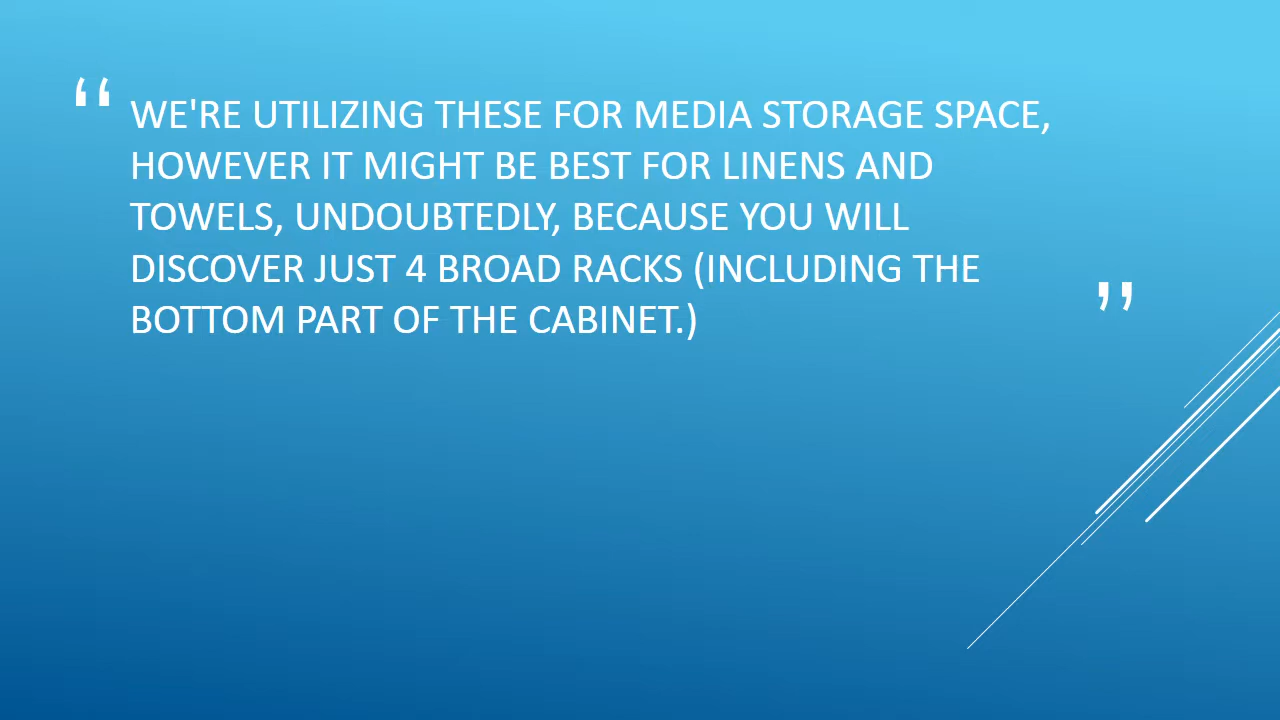 “ WE'RE UTILIZING THESE FOR MEDIA STORAGE SPACE,
HOWEVER IT MIGHT BE BEST FOR LINENS AND
TOWELS, UNDOUBTEDLY, BECAUSE YOU WILL
DISCOVER JUST 4 BROAD RACKS (INCLUDING THE
BOTTOM PART OF THE CABINET.) ”